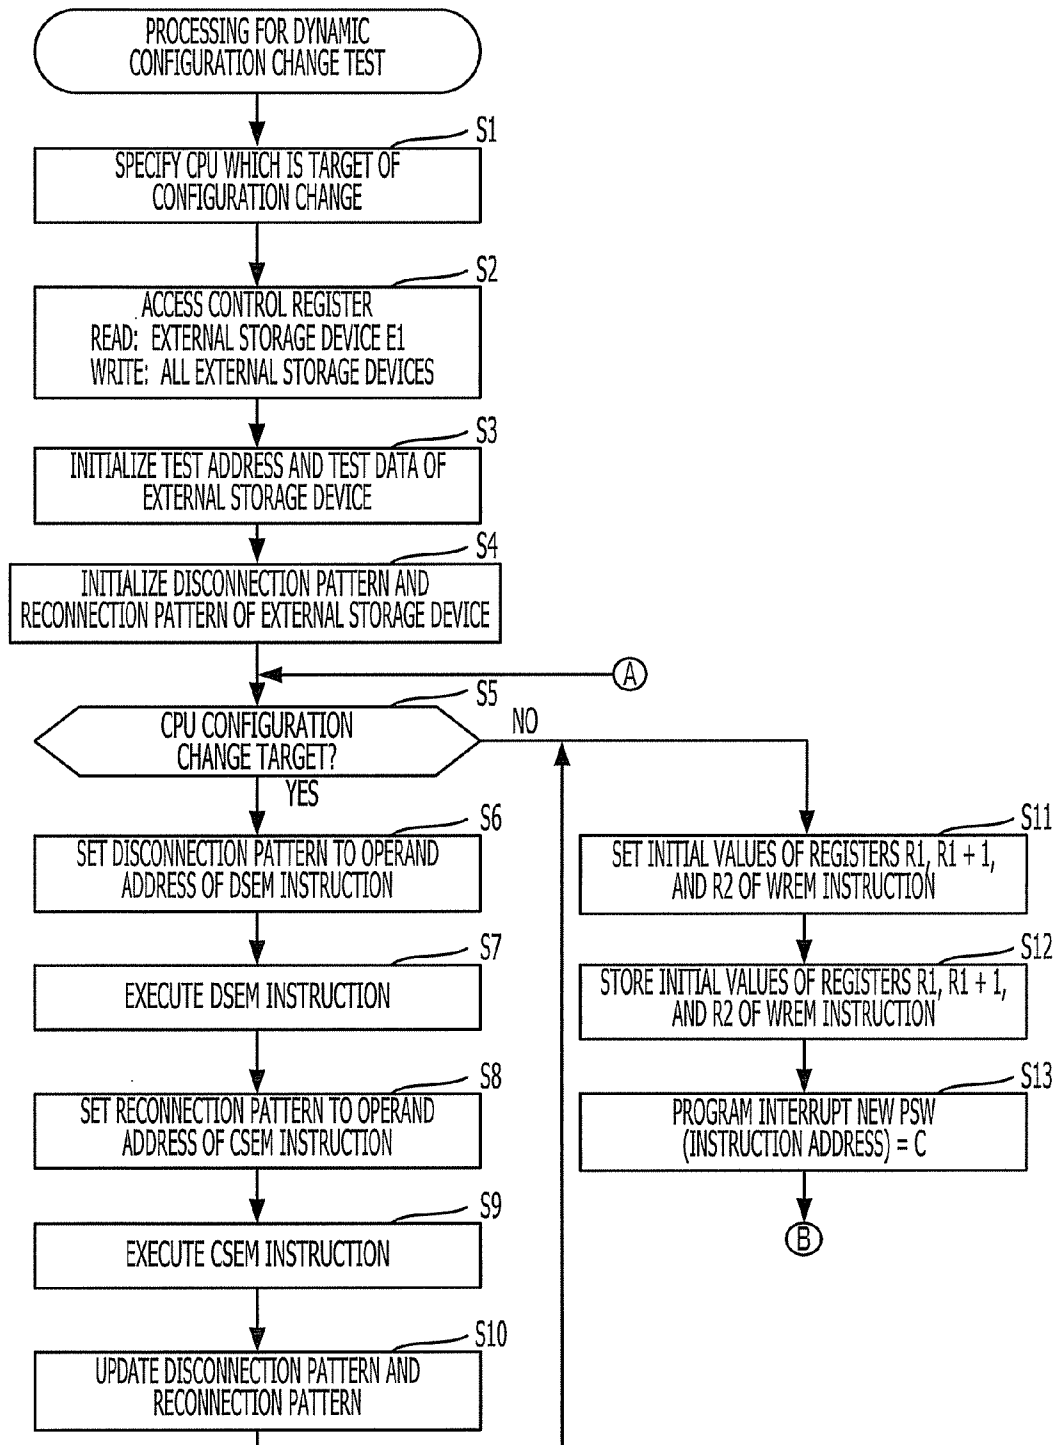 PROCESSING FOR DYNAMIC
CONFIGURATION CHANGE TEST
S1
SPECIFY CPU WHICH IS TARGET OF
CONFIGURATION CHANGE
S2
ACCESS CONTROL REGISTER
READ: EXTERNAL STORAGE DEVICE E1
WRITE: ALL EXTERNAL STORAGE DEVICES
S3
INITIALIZE TEST ADDRESS AND TEST DATA OF
EXTERNAL STORAGE DEVICE
S4
INITIALIZE DISCONNECTION PATTERN AND
RECONNECTION PATTERN OF EXTERNAL STORAGE DEVICE
A
S5
CPU CONFIGURATION
CHANGE TARGET?
NO
YES
S6
SET DISCONNECTION PATTERN TO OPERAND
ADDRESS OF DSEM INSTRUCTION
S7
EXECUTE DSEM INSTRUCTION
S8
SET RECONNECTION PATTERN TO OPERAND
ADDRESS OF CSEM INSTRUCTION
S9
EXECUTE CSEM INSTRUCTION
S10
UPDATE DISCONNECTION PATTERN AND
RECONNECTION PATTERN
S11
SET INITIAL VALUES OF REGISTERS R1, R1 + 1,
AND R2 OF WREM INSTRUCTION
S12
STORE INITIAL VALUES OF REGISTERS R1, R1 + 1,
AND R2 OF WREM INSTRUCTION
S13
PROGRAM INTERRUPT NEW PSW
(INSTRUCTION ADDRESS) = C
B